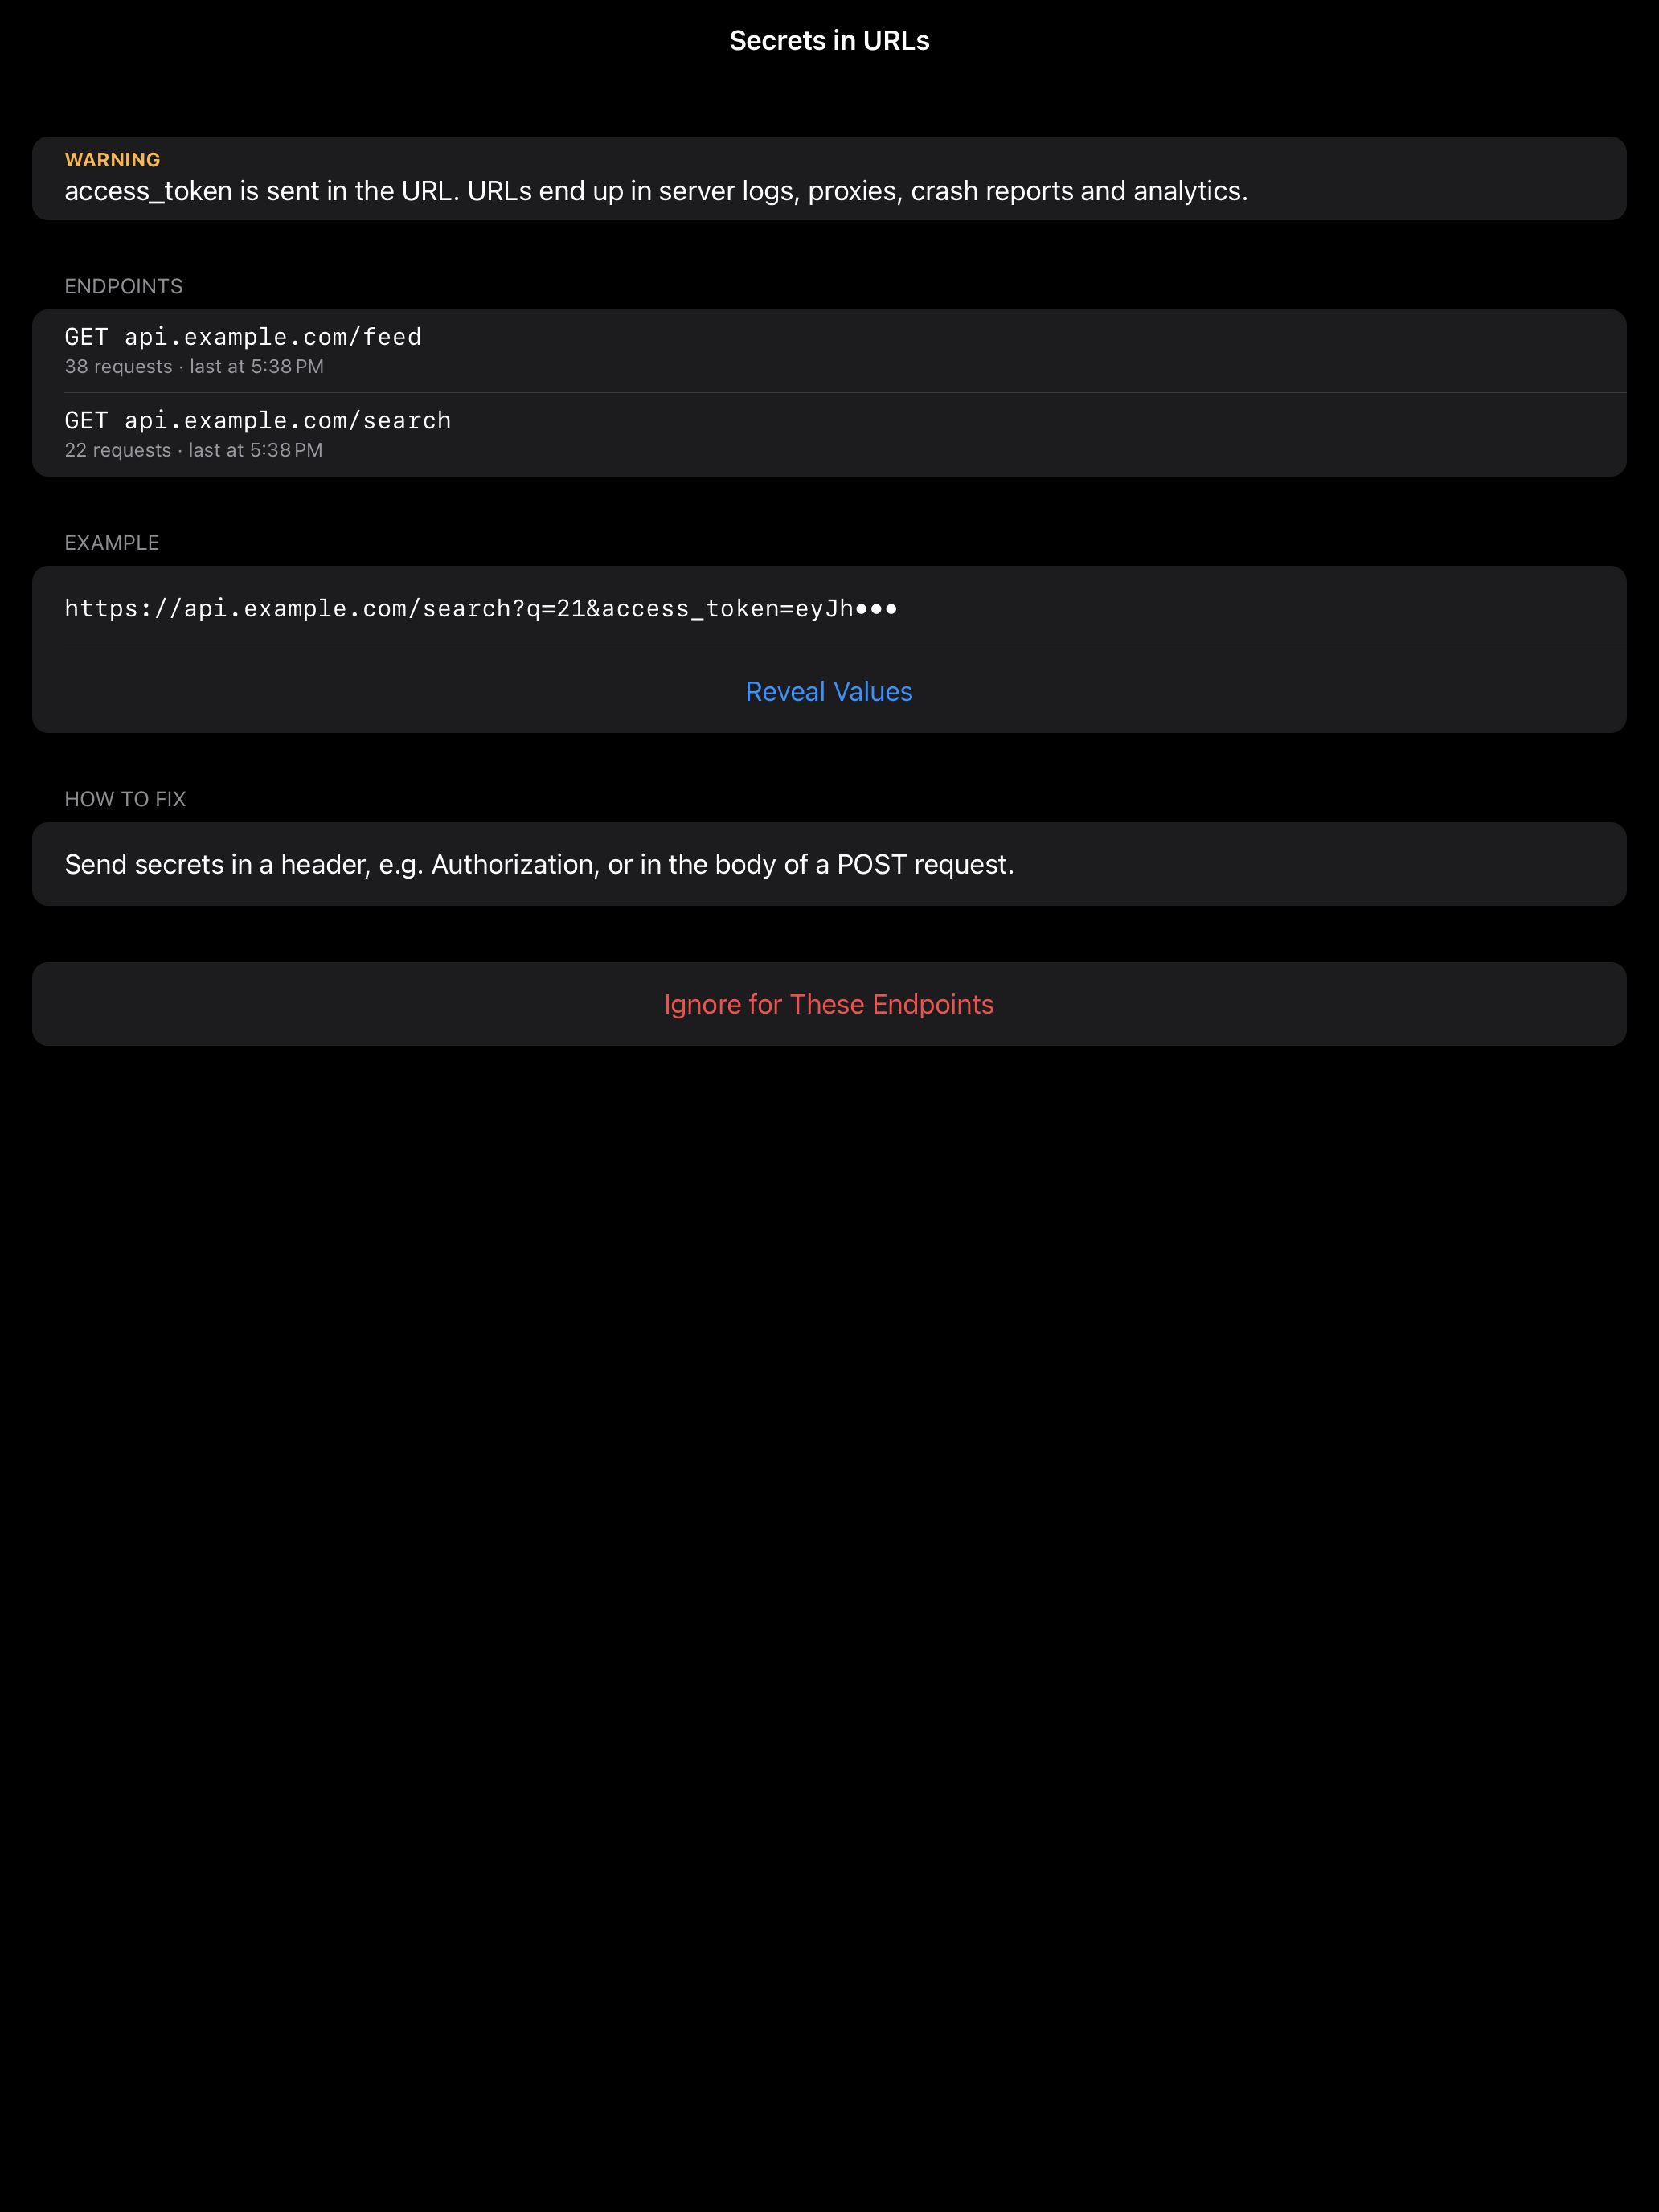 Secrets in URLs
WARNING
access_token is sent in the URL. URLs end up in server logs, proxies, crash reports and analytics.
ENDPOINTS
GET api.example.com/feed
38 requests · last at 5:38 PM
GET api.example.com/search
22 requests · last at 5:38 PM
EXAMPLE
https://api.example.com/search?q=21&access_token=eyJh•••
Reveal Values
HOW TO FIX
Send secrets in a header, e.g. Authorization, or in the body of a POST request.
Ignore for These Endpoints